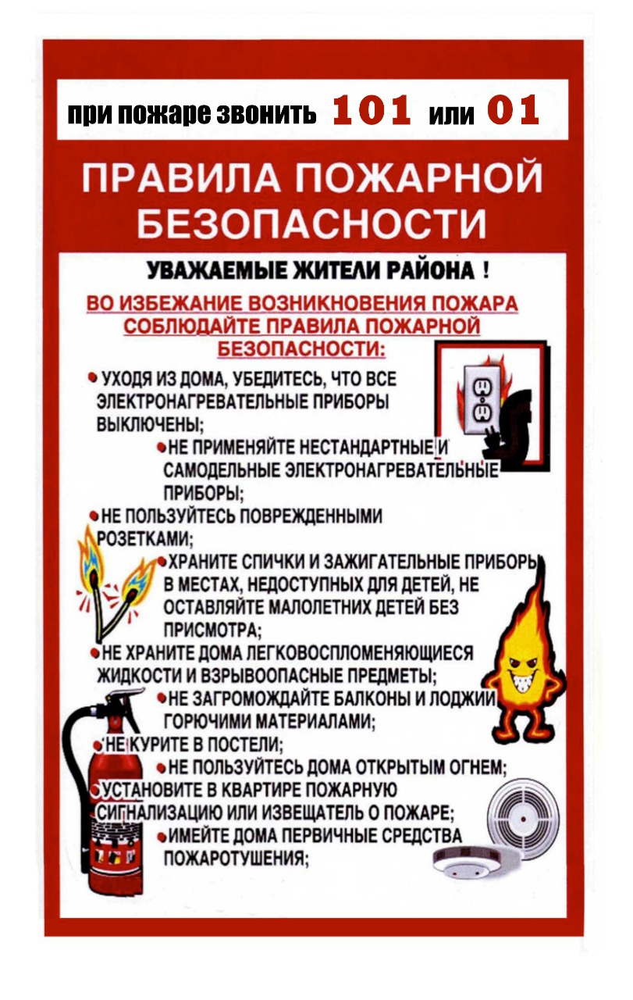 при пожаре звонить 101 или 01
ПРАВИЛА ПОЖАРНОЙ
БЕЗОПАСНОСТИ
УВАЖАЕМЫЕ ЖИТЕЛИ РАЙОНА !
ВО ИЗБЕЖАНИЕ ВОЗНИКНОВЕНИЯ ПОЖАРА
СОБЛЮДАЙТЕ ПРАВИЛА ПОЖАРНОЙ
БЕЗОПАСНОСТИ:
•УХОДЯ ИЗ ДОМА, УБЕДИТЕСЬ, ЧТО ВСЕ
ЭЛЕКТРОНАГРЕВАТЕЛЬНЫЕ ПРИБОРЫ
ВЫКЛЮЧЕНЫ;
•НЕ ПРИМЕНЯЙТЕ НЕСТАНДАРТНЫЕ И
САМОДЕЛЬНЫЕ ЭЛЕКТРОНАГРЕВАТЕЛЬНЫЕ
ПРИБОРЫ;
•НЕ ПОЛЬЗУЙТЕСЬ ПОВРЕЖДЕННЫМИ
РОЗЕТКАМИ;
•ХРАНИТЕ СПИЧКИ И ЗАЖИГАТЕЛЬНЫЕ ПРИБОРЫ
В МЕСТАХ, НЕДОСТУПНЫХ ДЛЯ ДЕТЕЙ, НЕ
ОСТАВЛЯЙТЕ МАЛОЛЕТНИХ ДЕТЕЙ БЕЗ
ПРИСМОТРА;
•НЕ ХРАНИТЕ ДОМА ЛЕГКОВОСПЛОМЕНЯЮЩИЕСЯ
ЖИДКОСТИ И ВЗРЫВООПАСНЫЕ ПРЕДМЕТЫ;
•НЕ ЗАГРОМОЖДАЙТЕ БАЛКОНЫ И ЛОДЖИИ
ГОРЮЧИМИ МАТЕРИАЛАМИ;
•НЕ КУРИТЕ В ПОСТЕЛИ;
•НЕ ПОЛЬЗУЙТЕСЬ ДОМА ОТКРЫТЫМ ОГНЕМ;
•УСТАНОВИТЕ В КВАРТИРЕ ПОЖАРНУЮ
СИГНАЛИЗАЦИЮ ИЛИ ИЗВЕЩАТЕЛЬ О ПОЖАРЕ;
•ИМЕЙТЕ ДОМА ПЕРВИЧНЫЕ СРЕДСТВА
ПОЖАРОТУШЕНИЯ;